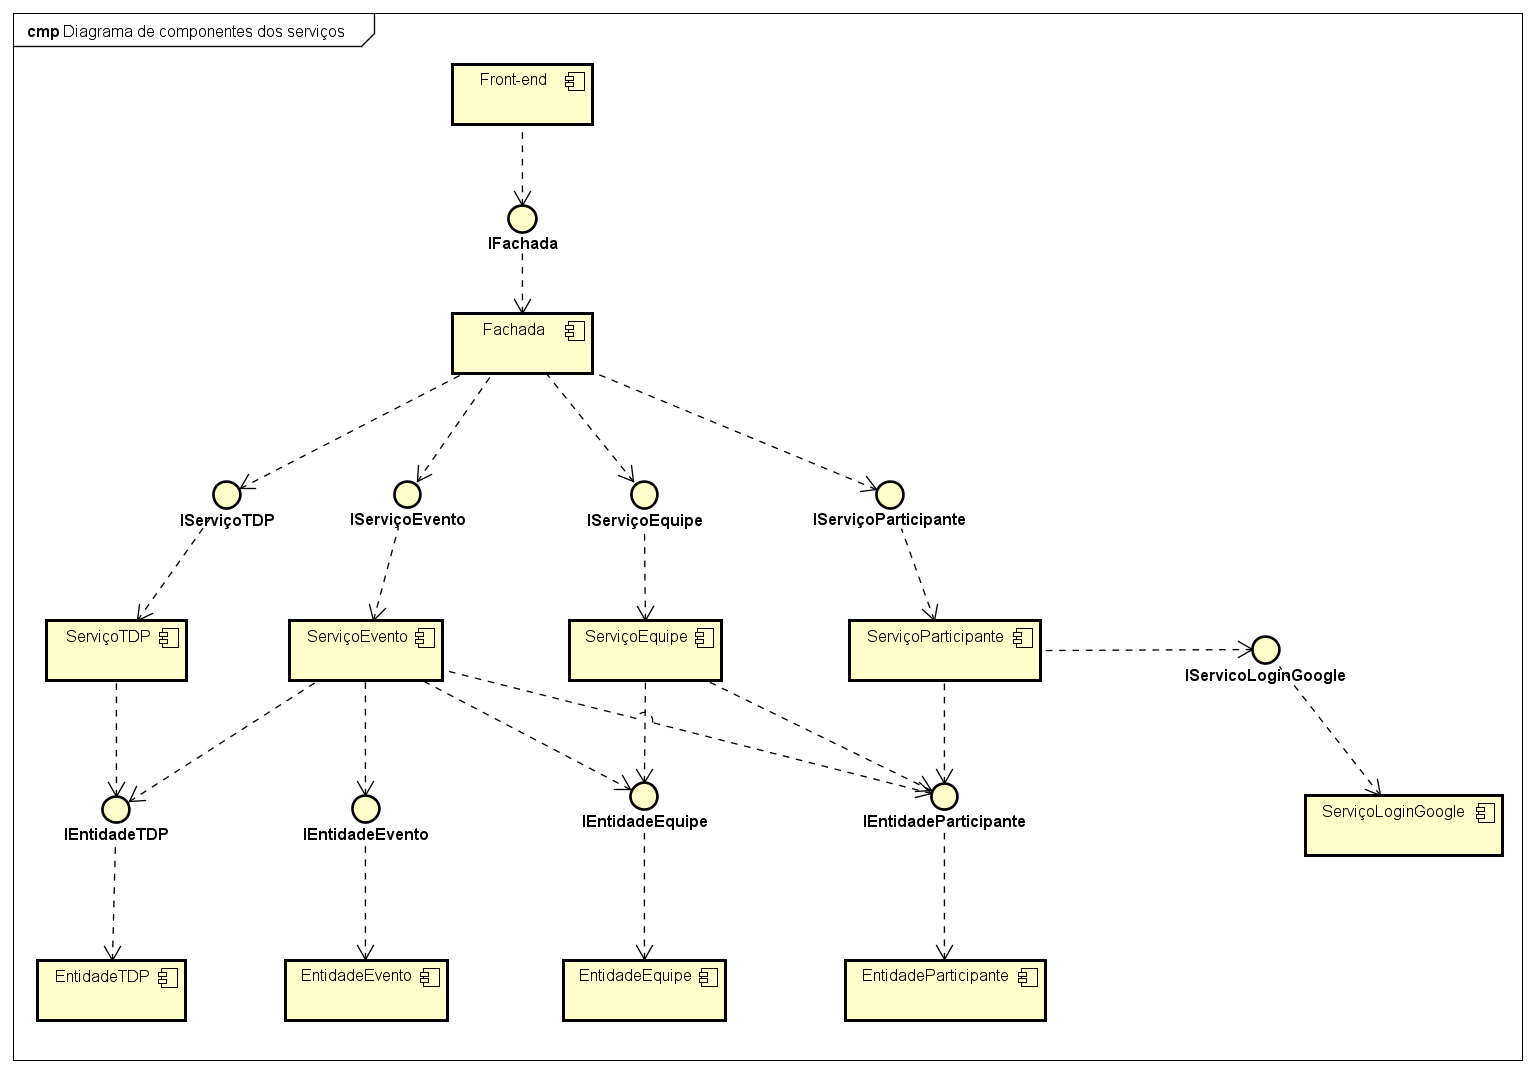 cmp Diagrama de componentes dos serviços
Front-end
IFachada
Fachada
IServiçoTDP
IServiçoEvento
IServiçoEquipe
IServiçoParticipante
ServiçoTDP
ServiçoEvento
ServiçoEquipe
ServiçoParticipante
IServicoLoginGoogle
ServiçoLoginGoogle
IEntidadeTDP
IEntidadeEvento
IEntidadeEquipe
IEntidadeParticipante
EntidadeTDP
EntidadeEvento
EntidadeEquipe
EntidadeParticipante